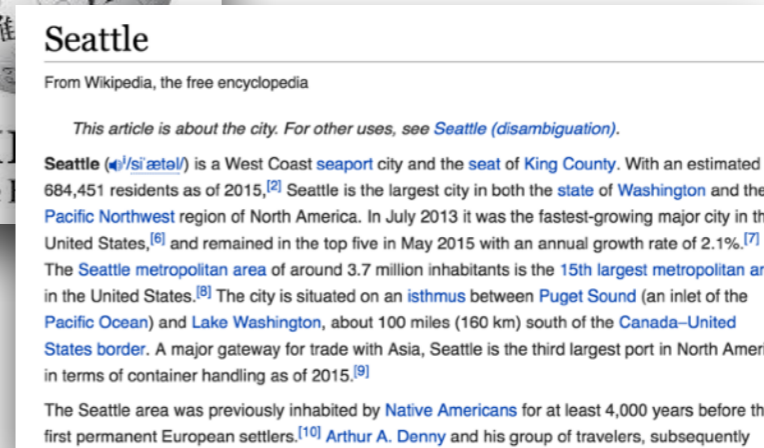 Seattle
From Wikipedia, the free encyclopedia
This article is about the city. For other uses, see Seattle (disambiguation).
Seattle (/siˈætəl/) is a West Coast seaport city and the seat of King County. With an estimated
684,451 residents as of 2015,[2] Seattle is the largest city in both the state of Washington and the
Pacific Northwest region of North America. In July 2013 it was the fastest-growing major city in th
United States,[6] and remained in the top five in May 2015 with an annual growth rate of 2.1%.[7]
The Seattle metropolitan area of around 3.7 million inhabitants is the 15th largest metropolitan ar
in the United States.[8] The city is situated on an isthmus between Puget Sound (an inlet of the
Pacific Ocean) and Lake Washington, about 100 miles (160 km) south of the Canada–United
States border. A major gateway for trade with Asia, Seattle is the third largest port in North Ameri
in terms of container handling as of 2015.[9]
The Seattle area was previously inhabited by Native Americans for at least 4,000 years before th
first permanent European settlers.[10] Arthur A. Denny and his group of travelers, subsequently